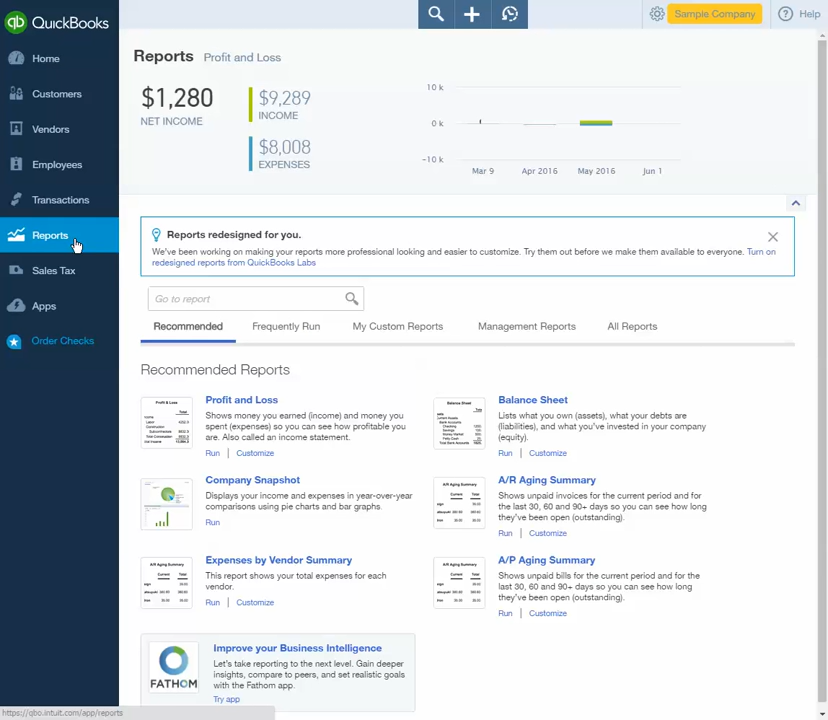 qb QuickBooks
Sample Company
Help
Home
Customers
Vendors
Employees
Transactions
Reports
Sales Tax
Apps
Order Checks
Reports Profit and Loss
$1,280
NET INCOME
$9,289
INCOME
$8,008
EXPENSES
10 k
0 k
-10 k
Mar 9 Apr 2016 May 2016 Jun 1
Reports redesigned for you.
We've been working on making your reports more professional looking and easier to customize. Try them out before we make them available to everyone. Turn on
redesigned reports from QuickBooks Labs
Go to report
Recommended Frequently Run My Custom Reports Management Reports All Reports
Recommended Reports
Profit and Loss
Shows money you earned (income) and money you
spent (expenses) so you can see how profitable you
are. Also called an income statement.
Run | Customize
Balance Sheet
Lists what you own (assets), what your debts are
(liabilities), and what you've invested in your company
(equity).
Run | Customize
Company Snapshot
Displays your income and expenses in year-over-year
comparisons using pie charts and bar graphs.
Run
A/R Aging Summary
Shows unpaid invoices for the current period and for
the last 30, 60 and 90+ days so you can see how long
they've been open (outstanding).
Run | Customize
Expenses by Vendor Summary
This report shows your total expenses for each
vendor.
Run | Customize
A/P Aging Summary
Shows unpaid bills for the current period and for the
last 30, 60 and 90+ days so you can see how long
they've been open (outstanding).
Run | Customize
FATHOM
Improve your Business Intelligence
Let's take reporting to the next level. Gain deeper
insights, compare to peers, and set realistic goals
with the Fathom app.
Try app
https://qbo.intuit.com/app/reports